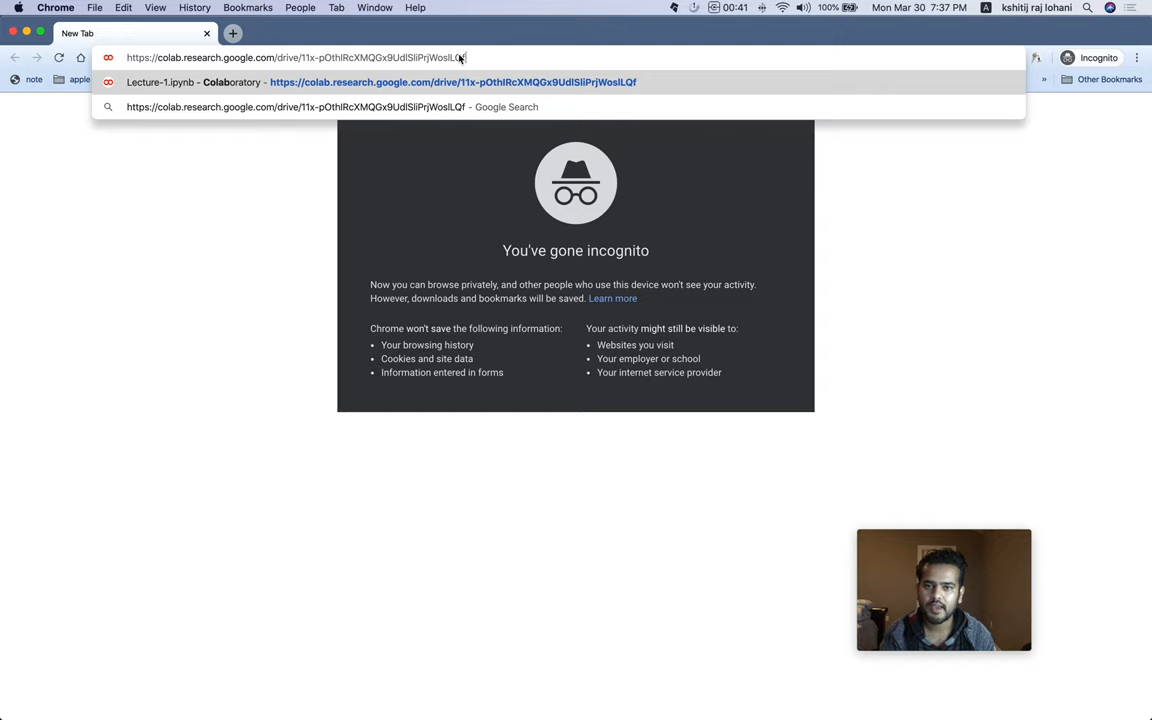 Chrome File Edit View History Bookmarks People Tab Window Help 00:41 100% Mon Mar 30 7:37 PM A kshitij raj lohani
New Tab
https://colab.research.google.com/drive/11x-pOthIRcXMQGx9UdlSliPrjWoslLQf Incognito
note apple » Other Bookmarks
Lecture-1.ipynb - Colaboratory - https://colab.research.google.com/drive/11x-pOthIRcXMQGx9UdlSliPrjWoslLQf
https://colab.research.google.com/drive/11x-pOthIRcXMQGx9UdlSliPrjWoslLQf - Google Search
You've gone incognito
Now you can browse privately, and other people who use this device won't see your activity.
However, downloads and bookmarks will be saved. Learn more
Chrome won't save the following information:
• Your browsing history
• Cookies and site data
• Information entered in forms
Your activity might still be visible to:
• Websites you visit
• Your employer or school
• Your internet service provider